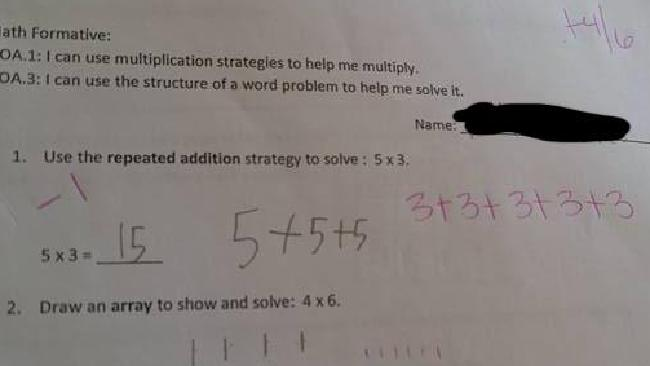 +4/6
ath Formative:
OA.1: I can use multiplication strategies to help me multiply.
OA.3: I can use the structure of a word problem to help me solve it.
Name:
1. Use the repeated addition strategy to solve : 5 x 3.
-1
3+3+3+3+3
5 x 3 = 15 5+5+5
2. Draw an array to show and solve: 4 x 6.